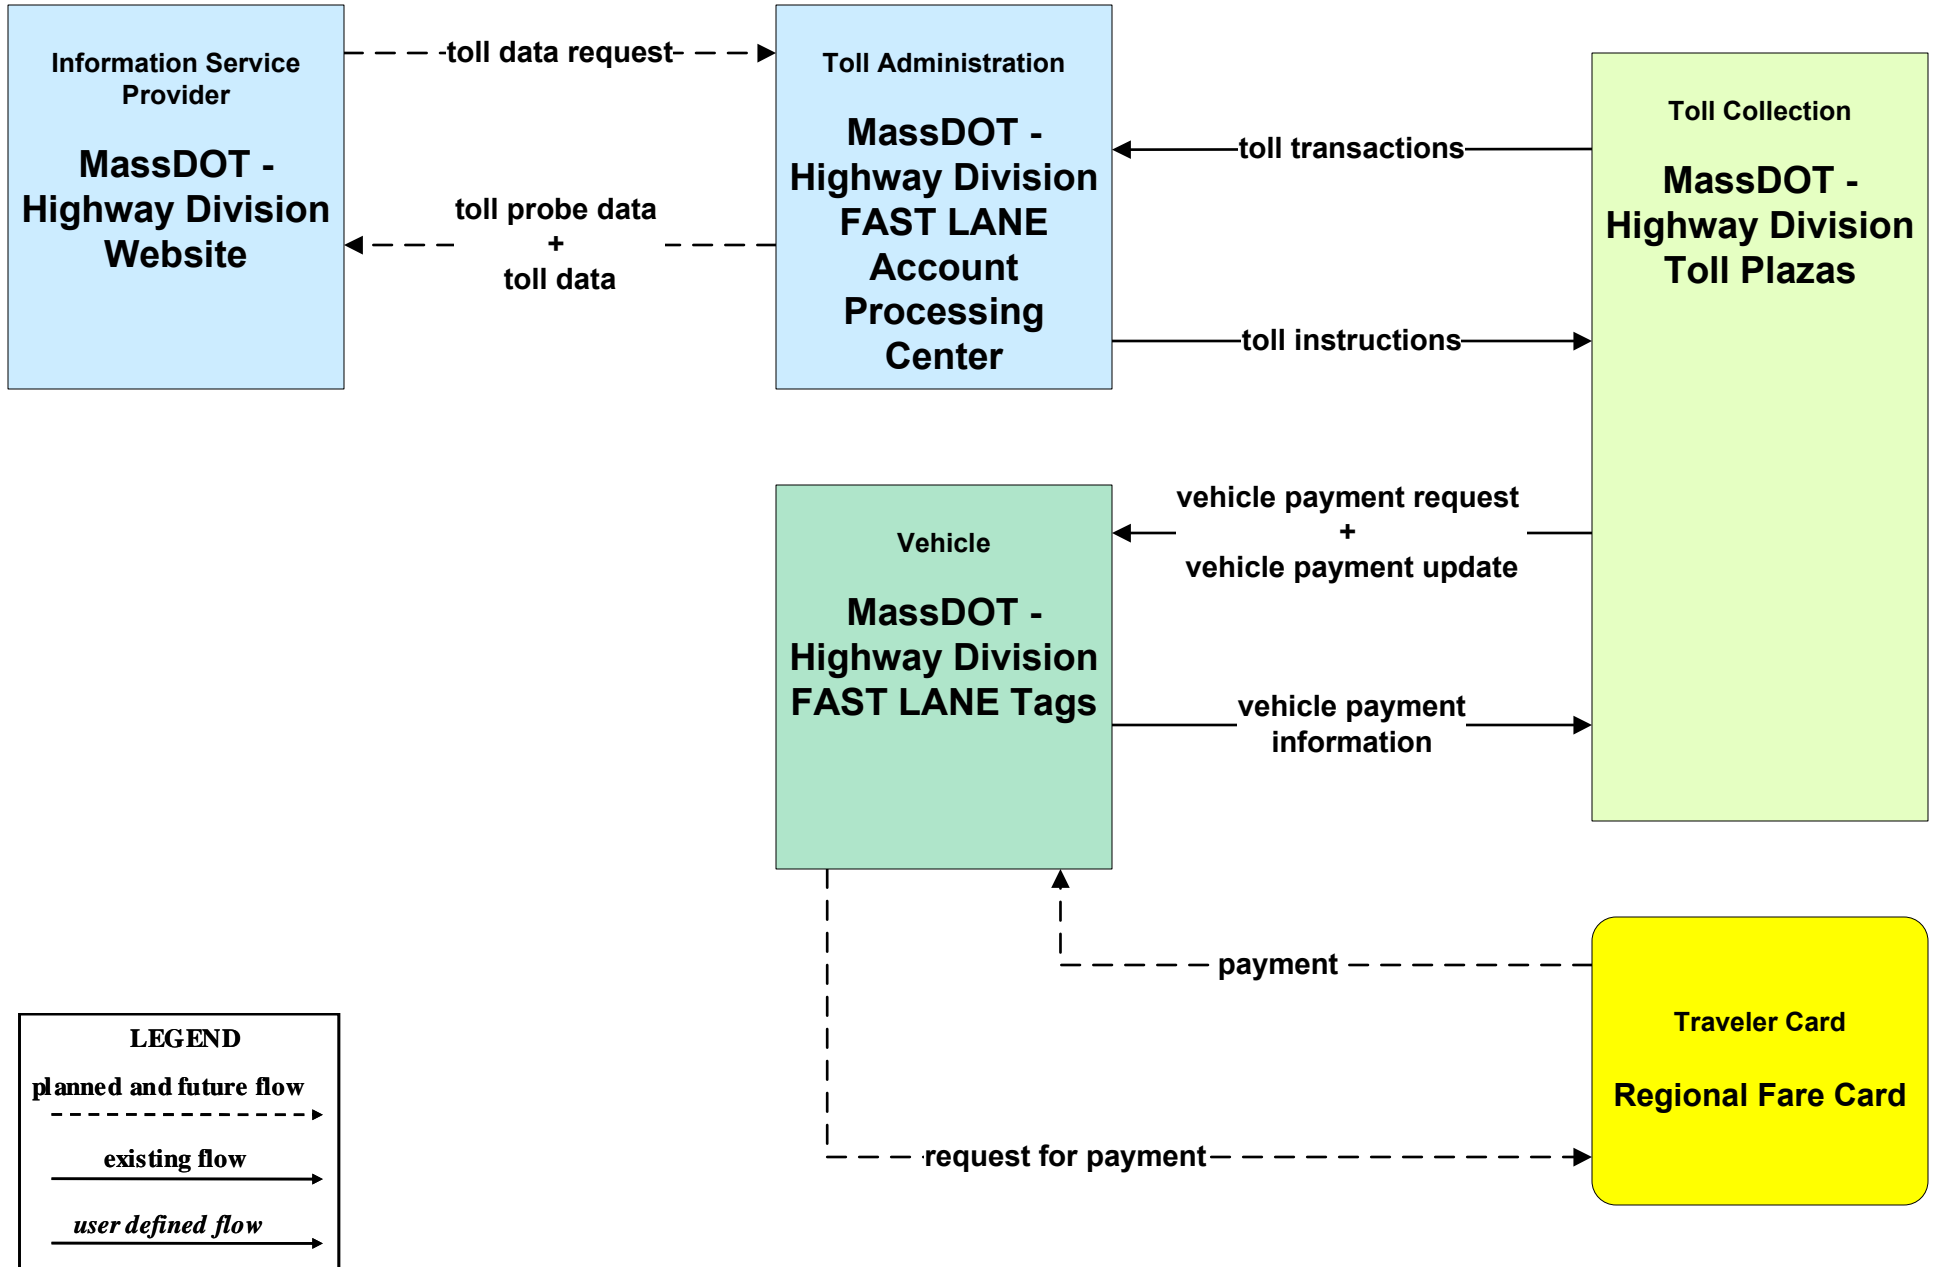 Information Service
Provider
MassDOT -
Highway Division
Website
toll data request
toll probe data
+
toll data
Toll Administration
MassDOT -
Highway Division
FAST LANE
Account
Processing
Center
toll transactions
toll instructions
Toll Collection
MassDOT -
Highway Division
Toll Plazas
Vehicle
MassDOT -
Highway Division
FAST LANE Tags
vehicle payment request
+
vehicle payment update
vehicle payment
information
payment
request for payment
Traveler Card
Regional Fare Card
LEGEND
planned and future flow
existing flow
user defined flow